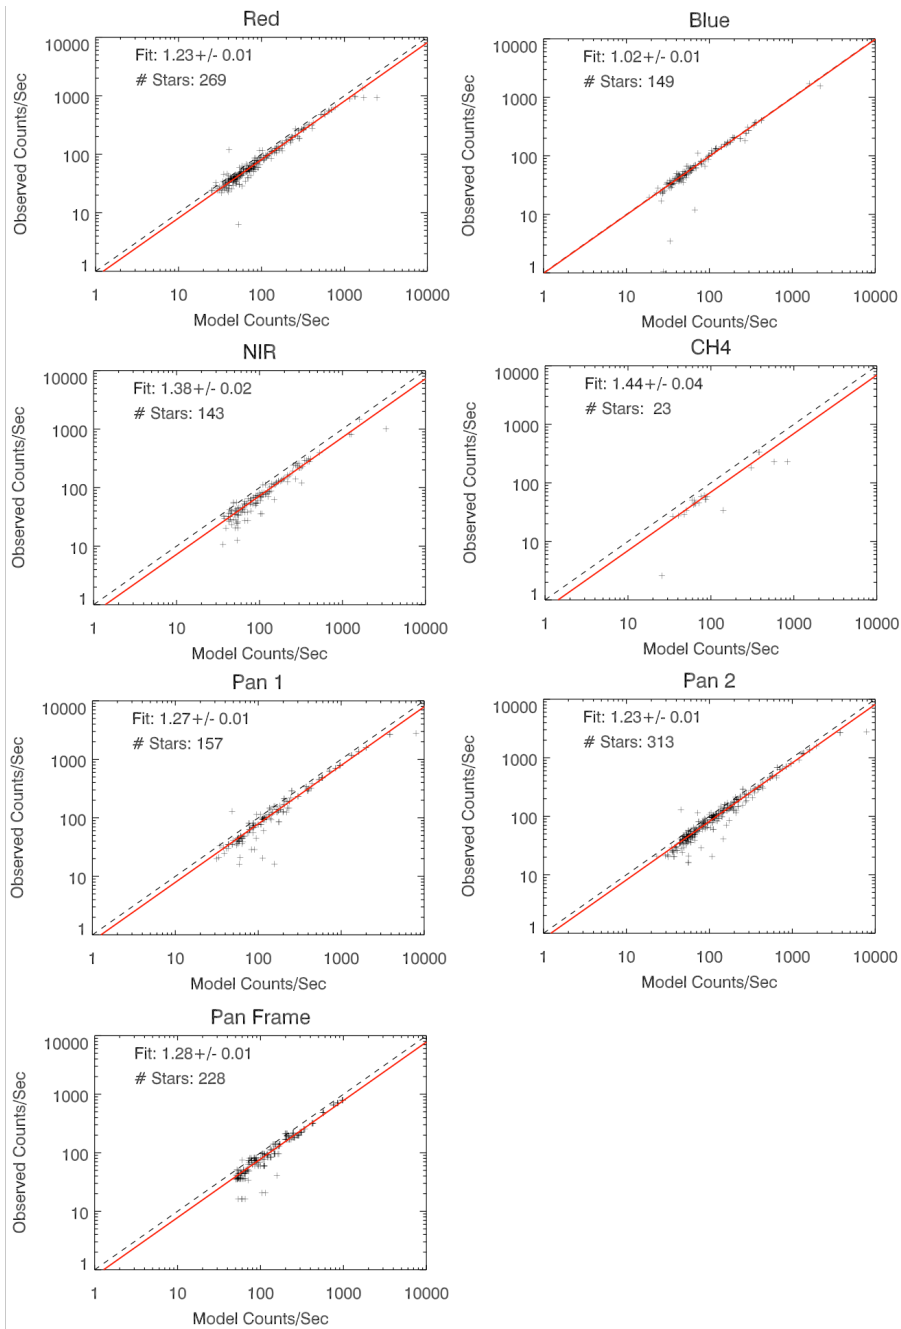 Red
Fit: 1.23+/- 0.01
# Stars: 269
10000
1000
100
10
1
Observed Counts/Sec
1 10 100 1000 10000
Model Counts/Sec
Blue
Fit: 1.02+/- 0.01
# Stars: 149
10000
1000
100
10
1
Observed Counts/Sec
1 10 100 1000 10000
Model Counts/Sec
NIR
Fit: 1.38+/- 0.02
# Stars: 143
10000
1000
100
10
1
Observed Counts/Sec
1 10 100 1000 10000
Model Counts/Sec
CH4
Fit: 1.44+/- 0.04
# Stars: 23
10000
1000
100
10
1
Observed Counts/Sec
1 10 100 1000 10000
Model Counts/Sec
Pan 1
Fit: 1.27+/- 0.01
# Stars: 157
10000
1000
100
10
1
Observed Counts/Sec
1 10 100 1000 10000
Model Counts/Sec
Pan 2
Fit: 1.23+/- 0.01
# Stars: 313
10000
1000
100
10
1
Observed Counts/Sec
1 10 100 1000 10000
Model Counts/Sec
Pan Frame
Fit: 1.28+/- 0.01
# Stars: 228
10000
1000
100
10
1
Observed Counts/Sec
1 10 100 1000 10000
Model Counts/Sec